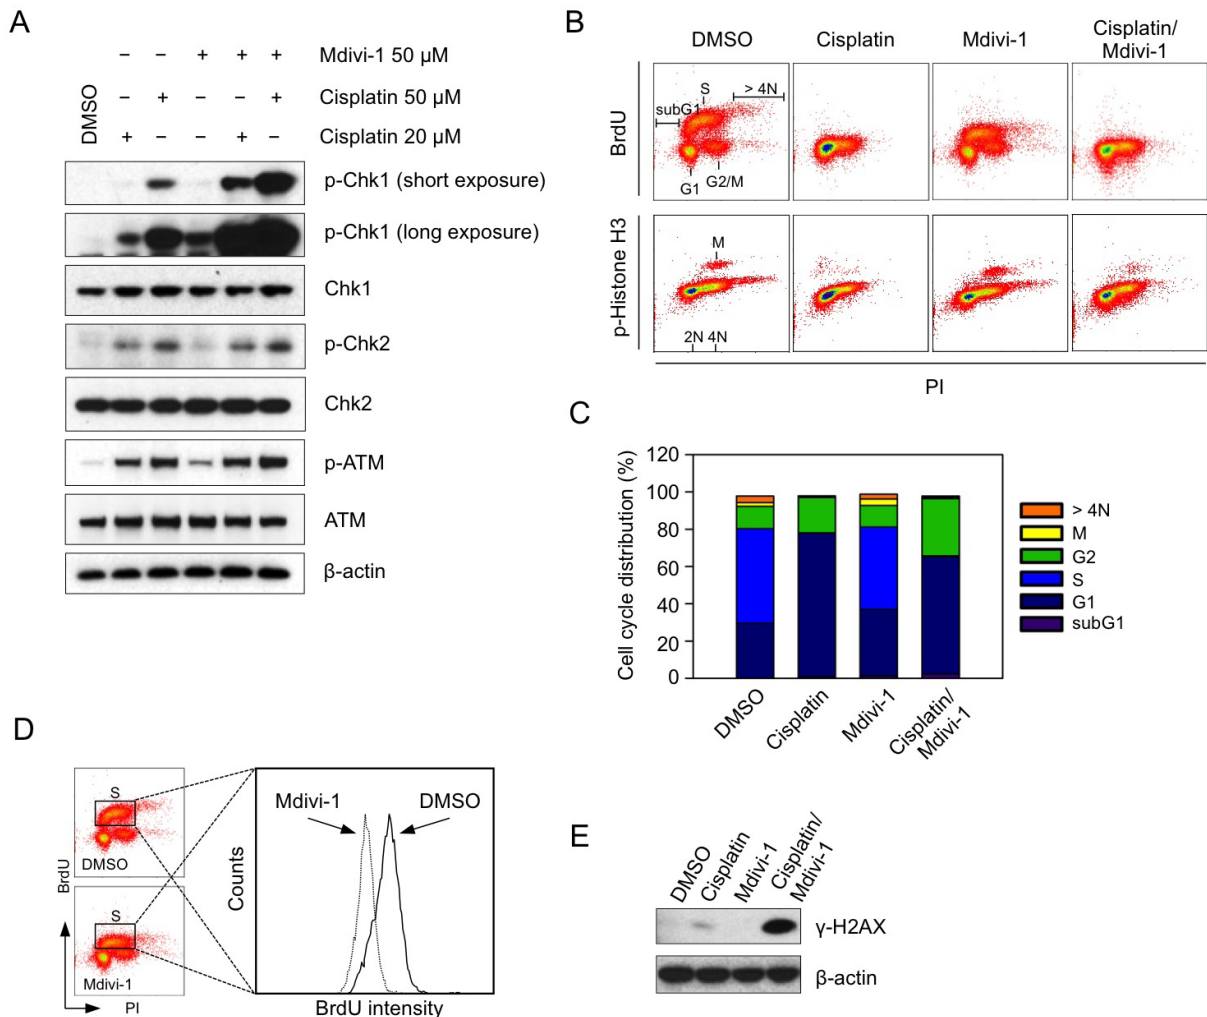 A
− − + + + Mdivi-1 50 µM
DMSO
− + − − + Cisplatin 50 µM
+ − − + − Cisplatin 20 µM
p-Chk1 (short exposure)
p-Chk1 (long exposure)
Chk1
p-Chk2
Chk2
p-ATM
ATM
β-actin
B
DMSO Cisplatin Mdivi-1 Cisplatin/
Mdivi-1
BrdU
subG1 S > 4N
G1 G2/M
p-Histone H3
M
2N 4N
PI
C
Cell cycle distribution (%)
120
100
80
60
40
20
0
DMSO
Cisplatin
Mdivi-1
Cisplatin/
Mdivi-1
> 4N
M
G2
S
G1
subG1
D
S
DMSO
BrdU
S
Mdivi-1
PI
Mdivi-1 DMSO
Counts
BrdU intensity
E
DMSO
Cisplatin
Mdivi-1
Cisplatin/
Mdivi-1
γ-H2AX
β-actin